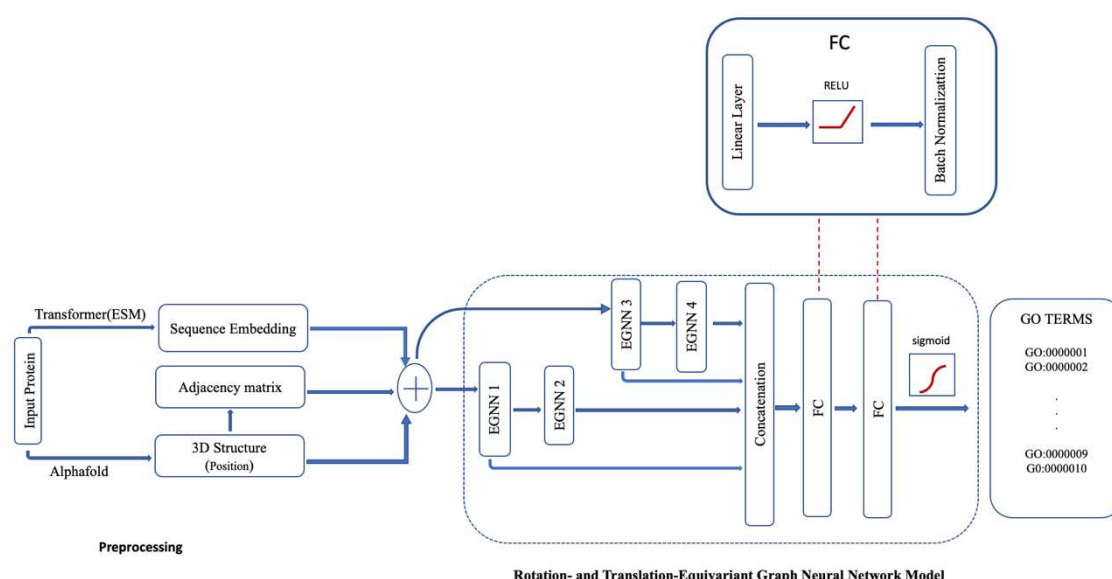 FC
RELU
Linear Layer
Batch Normalizattion
Transformer(ESM)
Input Protein
Alphafold
Sequence Embedding
Adjacency matrix
3D Structure
(Position)
EGNN 1
EGNN 2
EGNN 3
EGNN 4
Concatenation
FC
FC
sigmoid
GO TERMS
GO:0000001
GO:0000002
.
.
.
GO:0000009
G0:0000010
Preprocessing
Rotation- and Translation-Equivariant Graph Neural Network Model